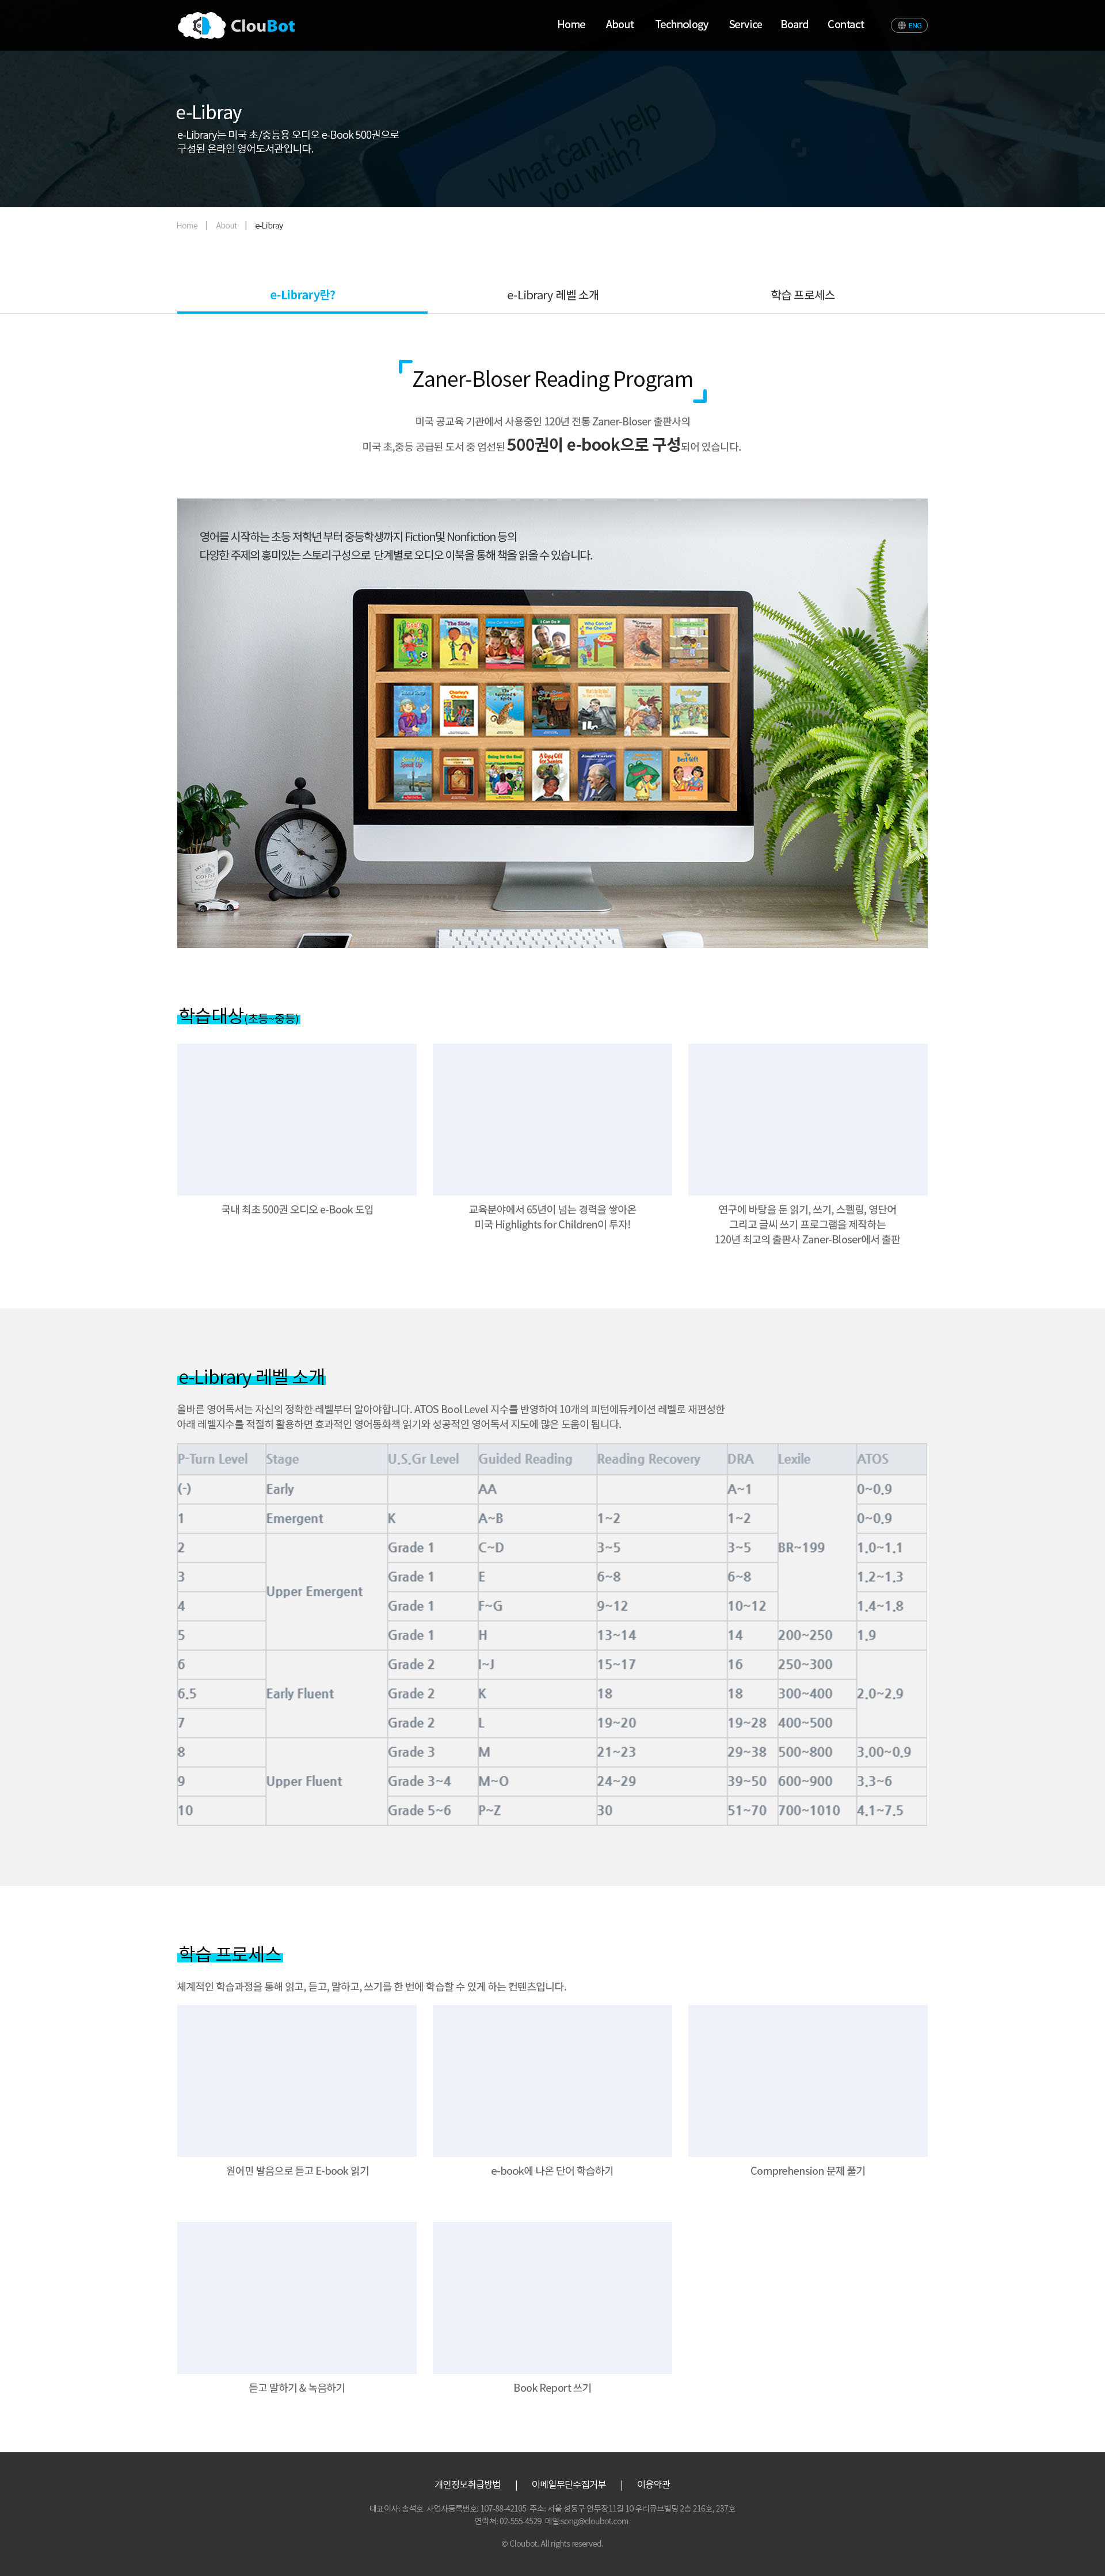 ClouBot
Home About Technology Service Board Contact ENG
What can I help
you with?
e-Libray
e-Library는 미국 초/중등용 오디오 e-Book 500권으로
구성된 온라인 영어도서관입니다.
Home | About | e-Libray
e-Library란? e-Library 레벨 소개 학습 프로세스
Zaner-Bloser Reading Program
미국 공교육 기관에서 사용중인 120년 전통 Zaner-Bloser 출판사의
미국 초,중등 공급된 도서 중 엄선된 500권이 e-book으로 구성되어 있습니다.
영어를 시작하는 초등 저학년 부터 중등학생까지 Fiction및 Nonfiction 등의
다양한 주제의 흥미있는 스토리구성으로 단계별로 오디오 이북을 통해 책을 읽을 수 있습니다.
The Slide
I Can Do It
Who Can Get the Cheese?
Charley's Chance
Speak Up
Best Gift
COFFEE
학습대상(초등~중등)
국내 최초 500권 오디오 e-Book 도입
교육분야에서 65년이 넘는 경력을 쌓아온
미국 Highlights for Children이 투자!
연구에 바탕을 둔 읽기, 쓰기, 스펠링, 영단어
그리고 글씨 쓰기 프로그램을 제작하는
120년 최고의 출판사 Zaner-Bloser에서 출판
e-Library 레벨 소개
올바른 영어독서는 자신의 정확한 레벨부터 알아야합니다. ATOS Bool Level 지수를 반영하여 10개의 피턴에듀케이션 레벨로 재편성한
아래 레벨지수를 적절히 활용하면 효과적인 영어동화책 읽기와 성공적인 영어독서 지도에 많은 도움이 됩니다.
P-Turn Level Stage U.S.Gr Level Guided Reading Reading Recovery DRA Lexile ATOS
(-) Early AA A~1 0~0.9
1 Emergent K A~B 1~2 1~2 0~0.9
2 Grade 1 C~D 3~5 3~5 BR~199 1.0~1.1
3 Grade 1 E 6~8 6~8 1.2~1.3
Upper Emergent
4 Grade 1 F~G 9~12 10~12 1.4~1.8
5 Grade 1 H 13~14 14 200~250 1.9
6 Grade 2 I~J 15~17 16 250~300
6.5 Early Fluent Grade 2 K 18 18 300~400 2.0~2.9
7 Grade 2 L 19~20 19~28 400~500
8 Grade 3 M 21~23 29~38 500~800 3.00~0.9
9 Upper Fluent Grade 3~4 M~O 24~29 39~50 600~900 3.3~6
10 Grade 5~6 P~Z 30 51~70 700~1010 4.1~7.5
학습 프로세스
체계적인 학습과정을 통해 읽고, 듣고, 말하고, 쓰기를 한 번에 학습할 수 있게 하는 컨텐츠입니다.
원어민 발음으로 듣고 E-book 읽기
e-book에 나온 단어 학습하기
Comprehension 문제 풀기
듣고 말하기 & 녹음하기
Book Report 쓰기
개인정보취급방법 | 이메일무단수집거부 | 이용약관
대표이사: 송석호 사업자등록번호: 107-88-42105 주소: 서울 성동구 연무장11길 10 우리큐브빌딩 2층 216호, 237호
연락처: 02-555-4529 메일:song@cloubot.com
© Cloubot. All rights reserved.